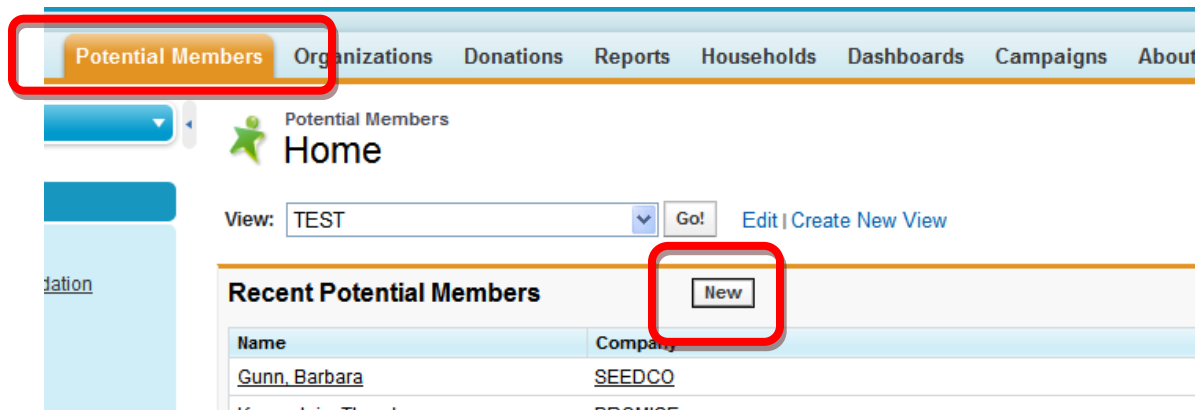 Potential Members Organizations Donations Reports Households Dashboards Campaigns About
Potential Members
Home
View: TEST Go! Edit | Create New View
dation
Recent Potential Members New
Name Company
Gunn, Barbara SEEDCO